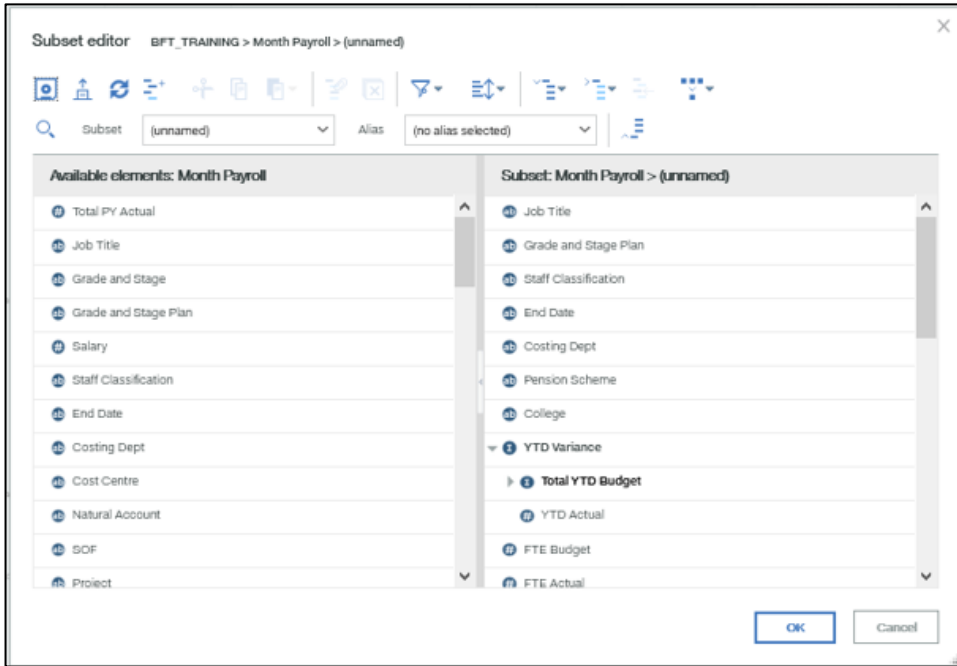 Subset editor BFT_TRAINING > Month Payroll > (unnamed)
Subset (unnamed) Alias (no alias selected)
Available elements: Month Payroll
Total PY Actual
Job Title
Grade and Stage
Grade and Stage Plan
Salary
Staff Classification
End Date
Costing Dept
Cost Centre
Natural Account
SOF
Project
Subset: Month Payroll > (unnamed)
Job Title
Grade and Stage Plan
Staff Classification
End Date
Costing Dept
Pension Scheme
College
YTD Variance
Total YTD Budget
YTD Actual
FTE Budget
FTE Actual
OK Cancel